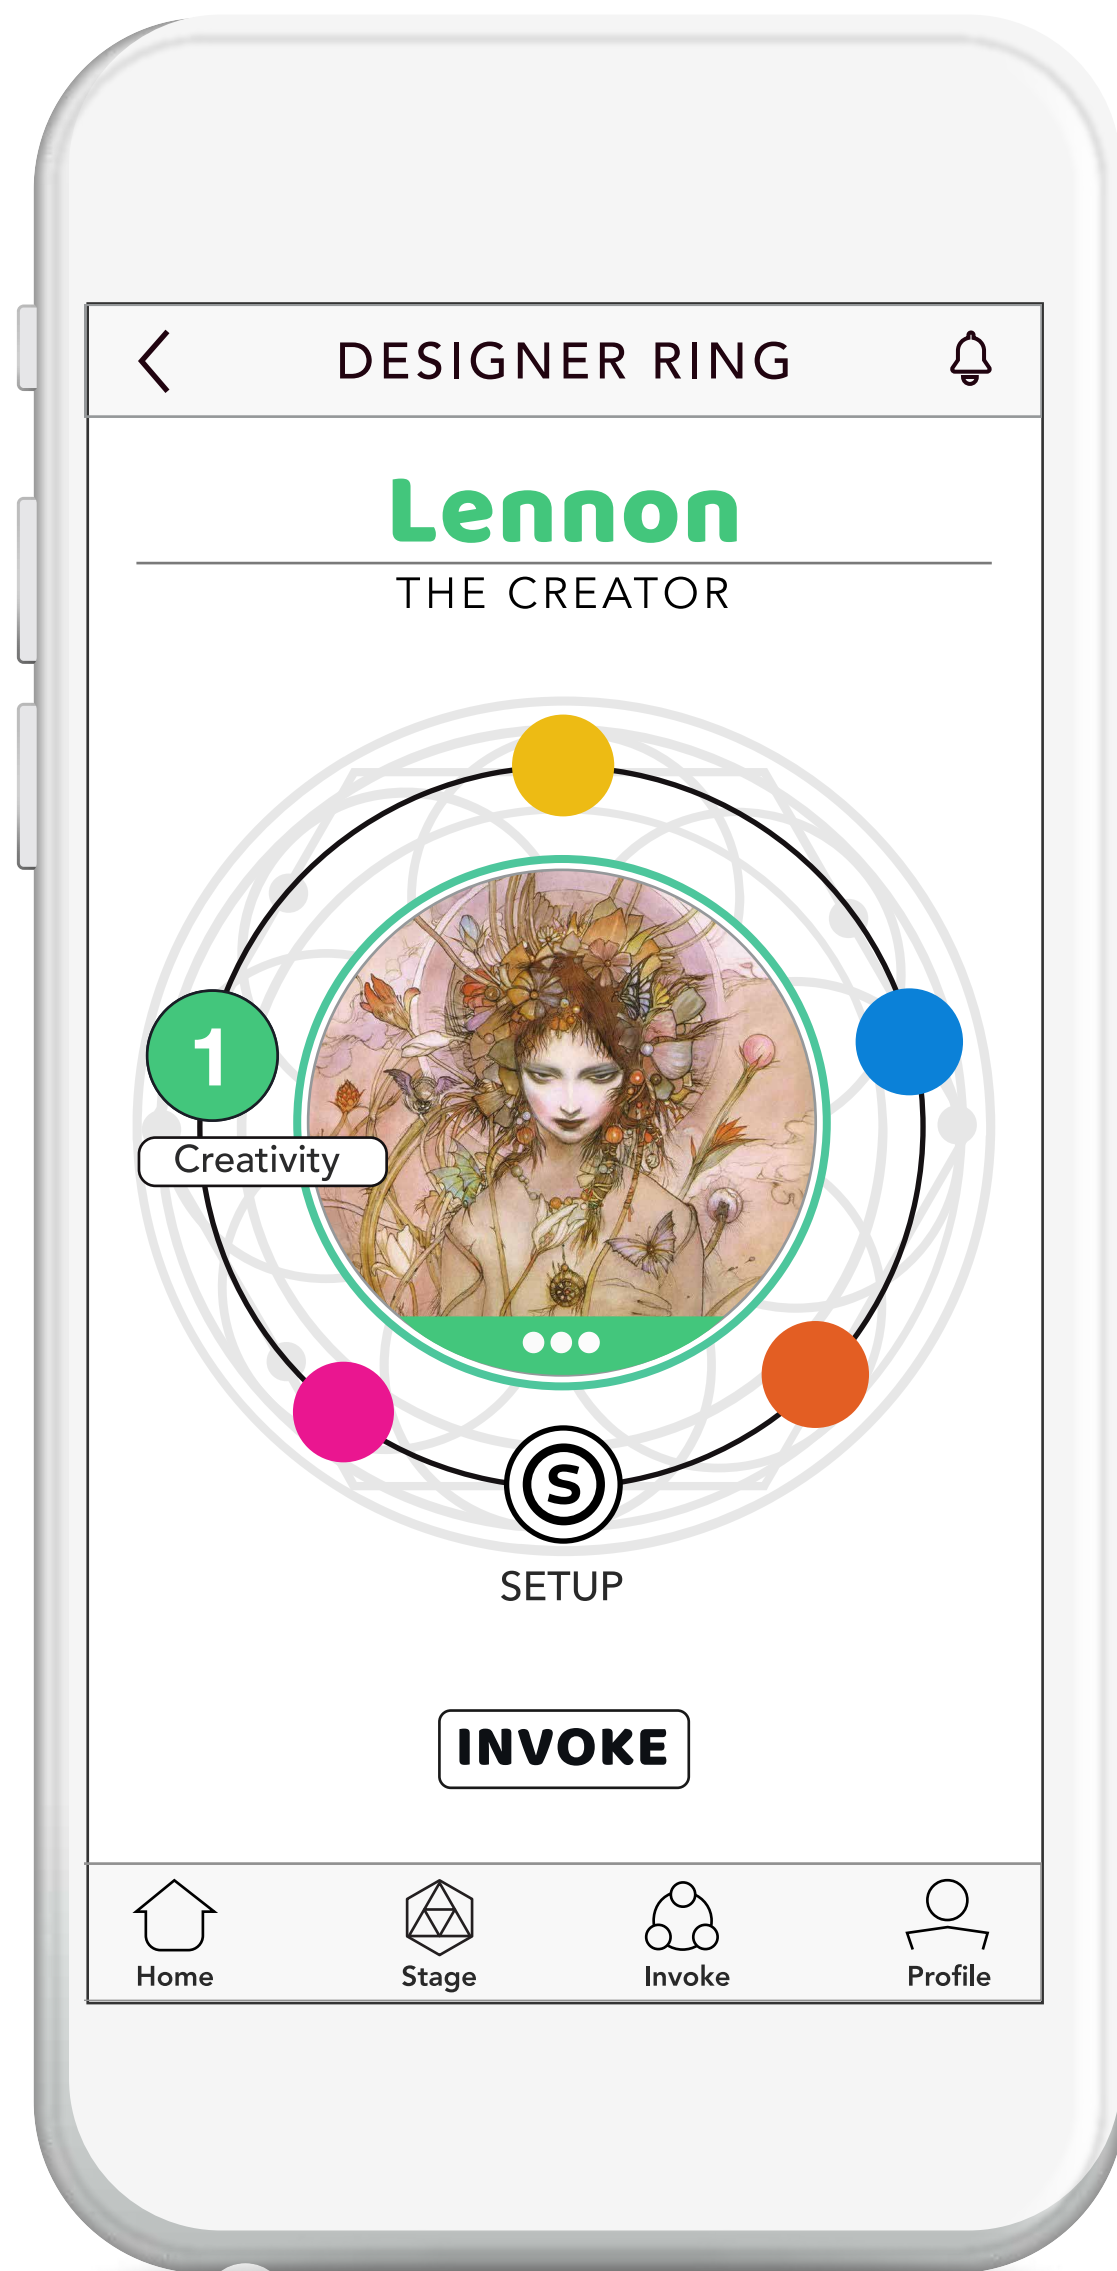 DESIGNER RING
Lennon
THE CREATOR
1
Creativity
S
SETUP
INVOKE
Home
Stage
Invoke
Profile